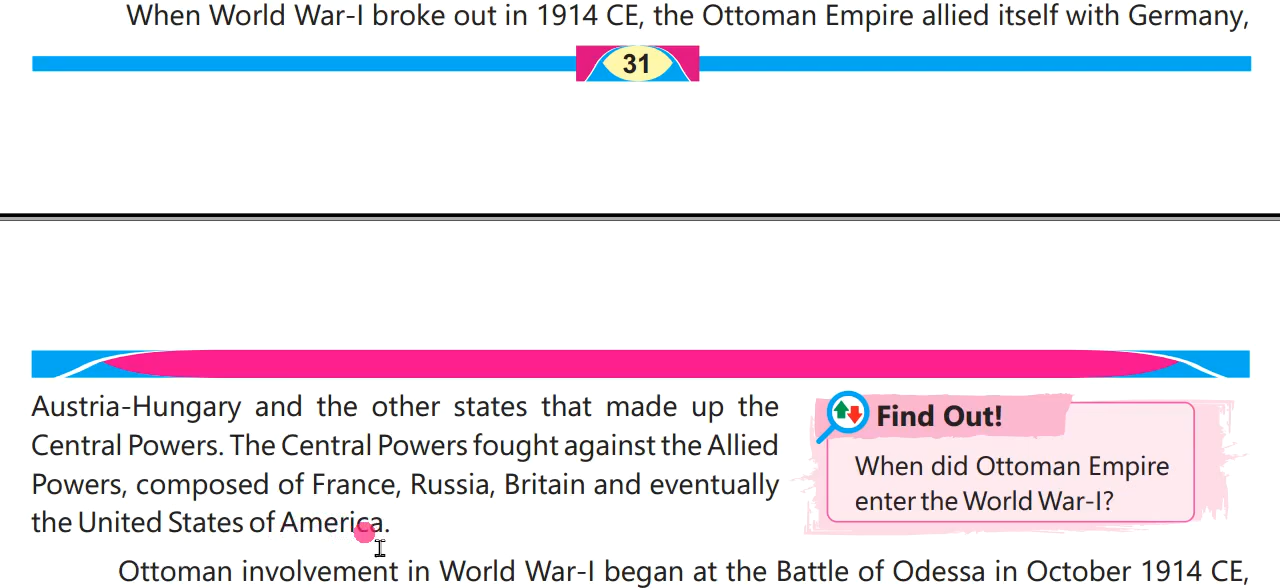 When World War-I broke out in 1914 CE, the Ottoman Empire allied itself with Germany,
31
Austria-Hungary and the other states that made up the
Central Powers. The Central Powers fought against the Allied
Powers, composed of France, Russia, Britain and eventually
the United States of America.
Find Out!
When did Ottoman Empire
enter the World War-I?
Ottoman involvement in World War-I began at the Battle of Odessa in October 1914 CE,